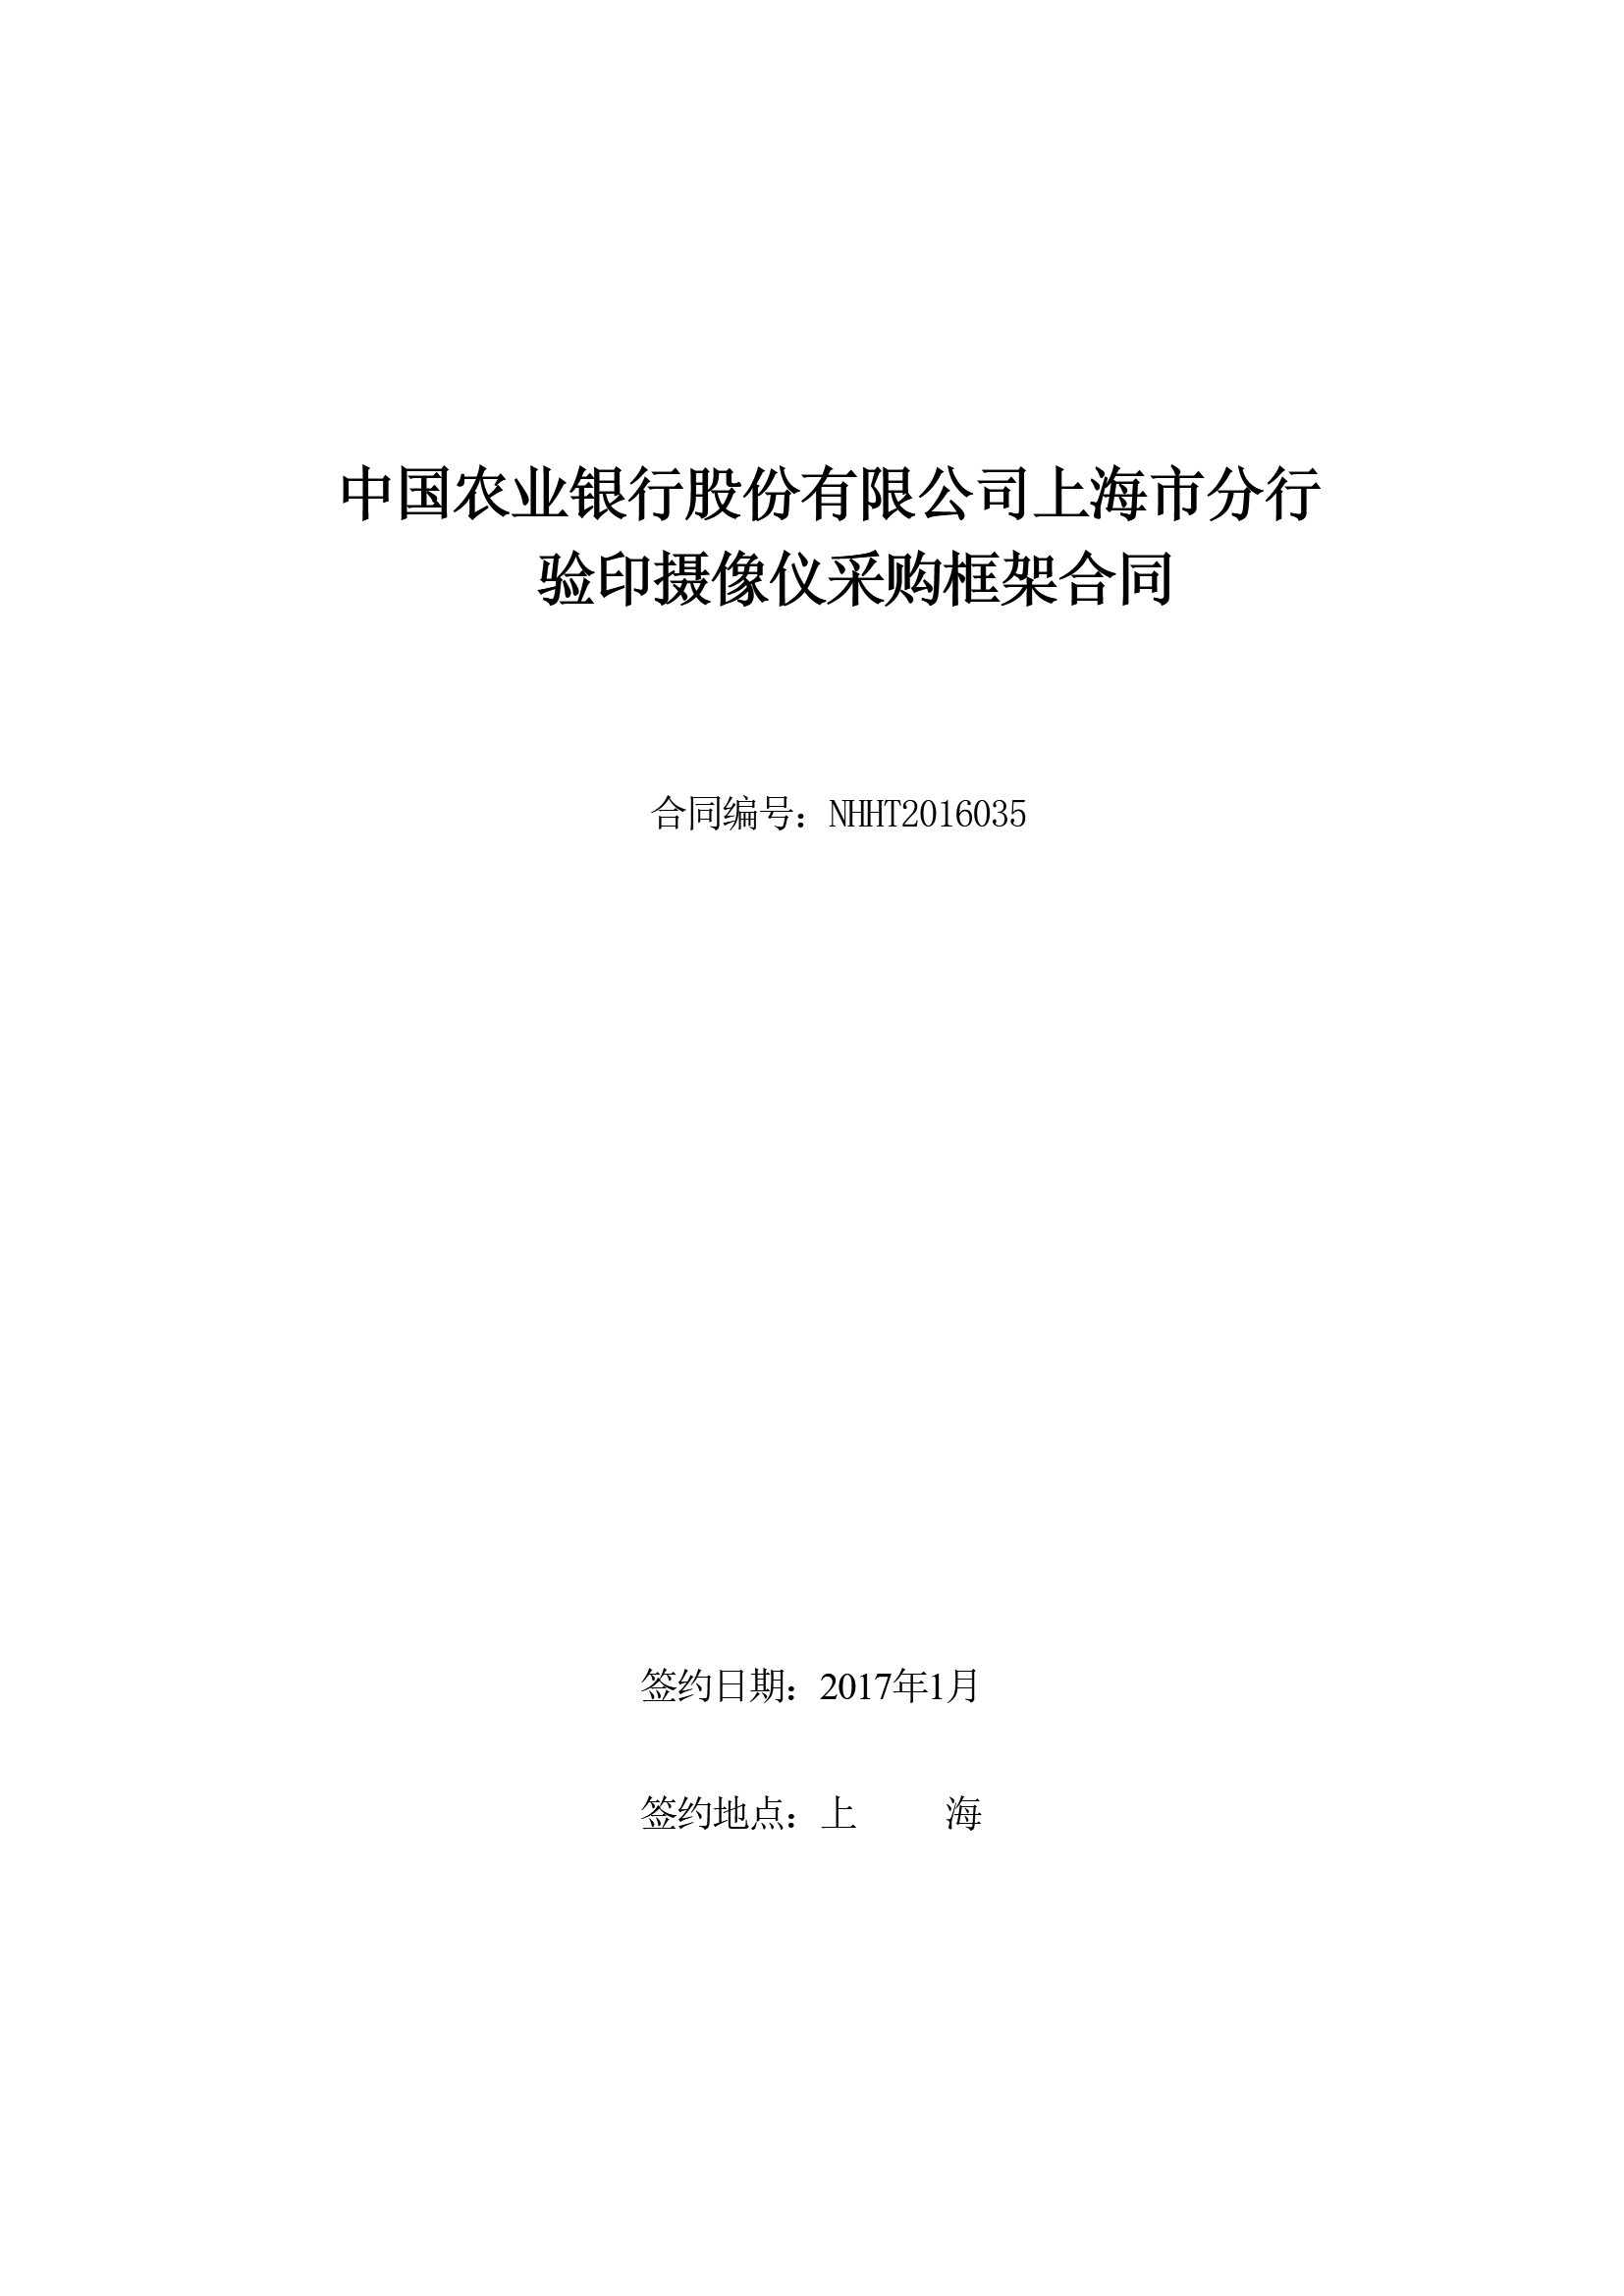 中国农业银行股份有限公司上海市分行
验印摄像仪采购框架合同
合同编号：NHHT2016035
签约日期：2017年1月
签约地点：上 海